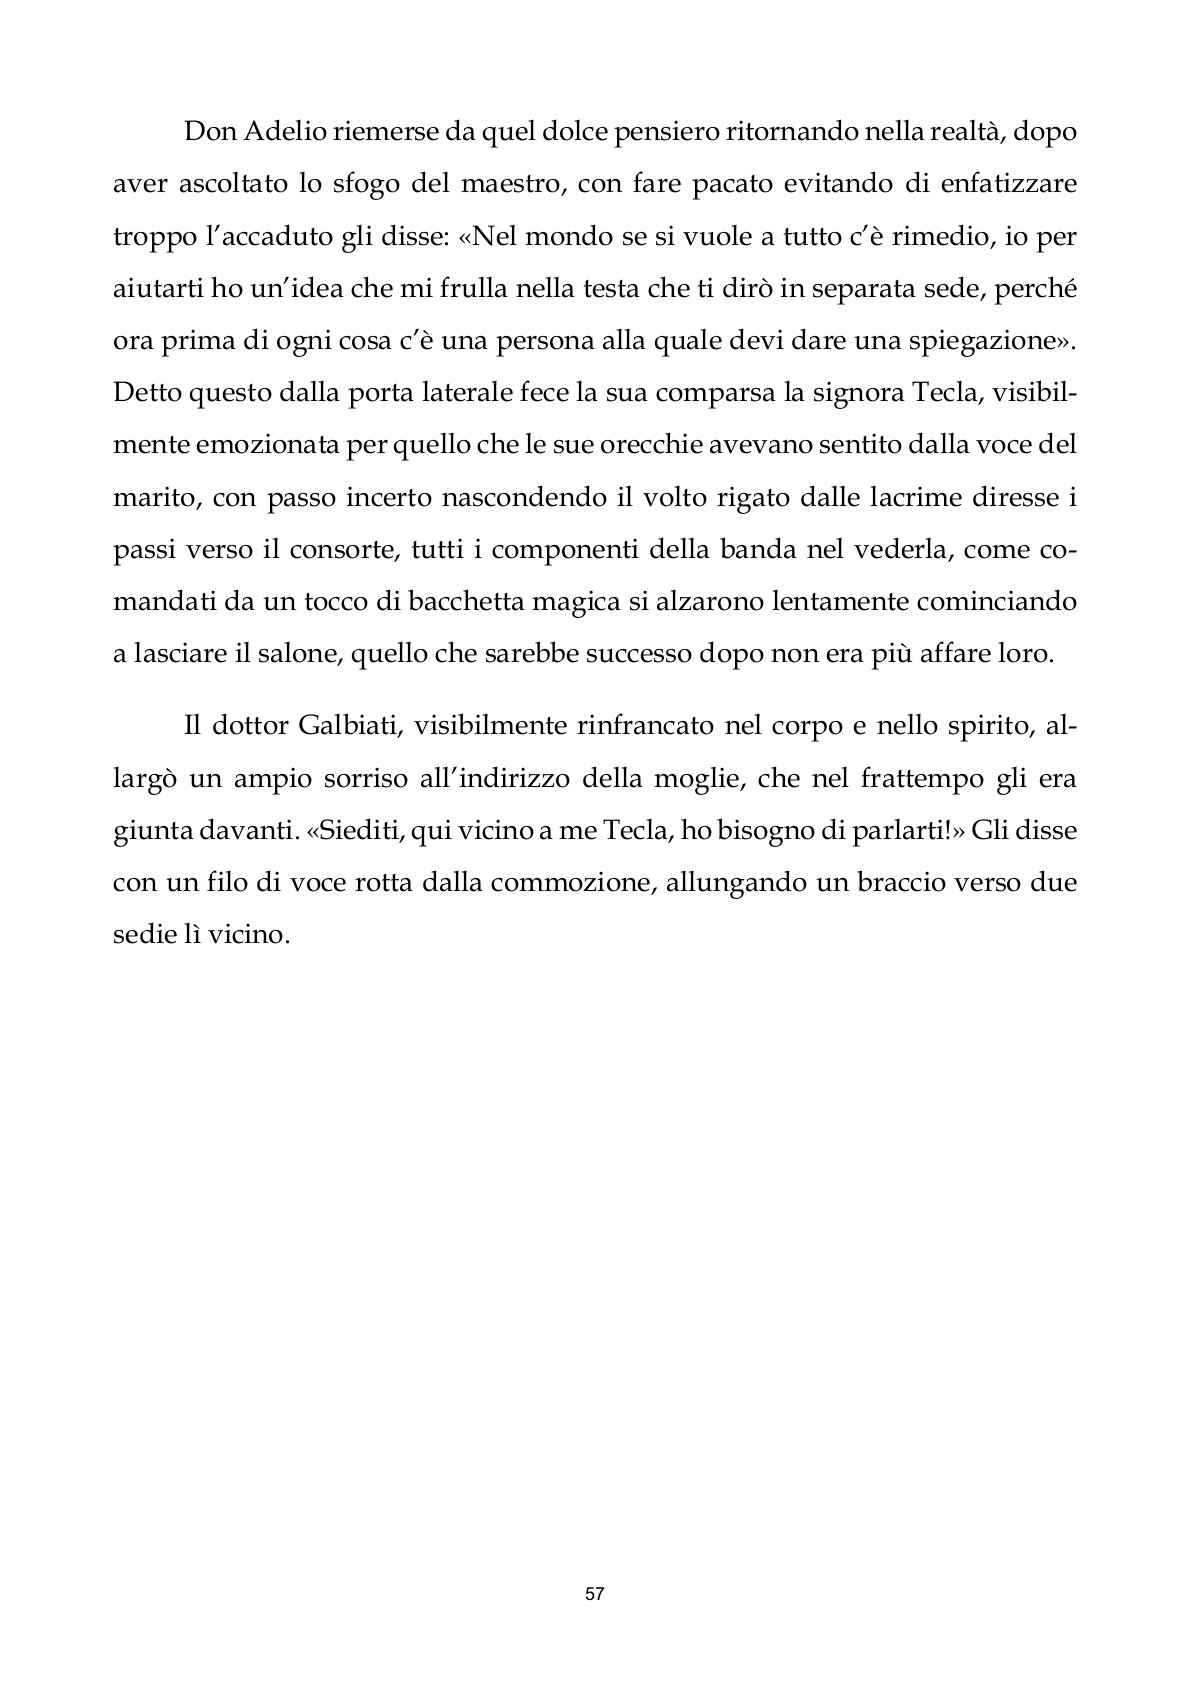 Don Adelio riemerse da quel dolce pensiero ritornando nella realtà, dopo
aver ascoltato lo sfogo del maestro, con fare pacato evitando di enfatizzare
troppo l’accaduto gli disse: «Nel mondo se si vuole a tutto c’è rimedio, io per
aiutarti ho un’idea che mi frulla nella testa che ti dirò in separata sede, perché
ora prima di ogni cosa c’è una persona alla quale devi dare una spiegazione».
Detto questo dalla porta laterale fece la sua comparsa la signora Tecla, visibil-
mente emozionata per quello che le sue orecchie avevano sentito dalla voce del
marito, con passo incerto nascondendo il volto rigato dalle lacrime diresse i
passi verso il consorte, tutti i componenti della banda nel vederla, come co-
mandati da un tocco di bacchetta magica si alzarono lentamente cominciando
a lasciare il salone, quello che sarebbe successo dopo non era più affare loro.
Il dottor Galbiati, visibilmente rinfrancato nel corpo e nello spirito, al-
largò un ampio sorriso all’indirizzo della moglie, che nel frattempo gli era
giunta davanti. «Siediti, qui vicino a me Tecla, ho bisogno di parlarti!» Gli disse
con un filo di voce rotta dalla commozione, allungando un braccio verso due
sedie lì vicino.
57